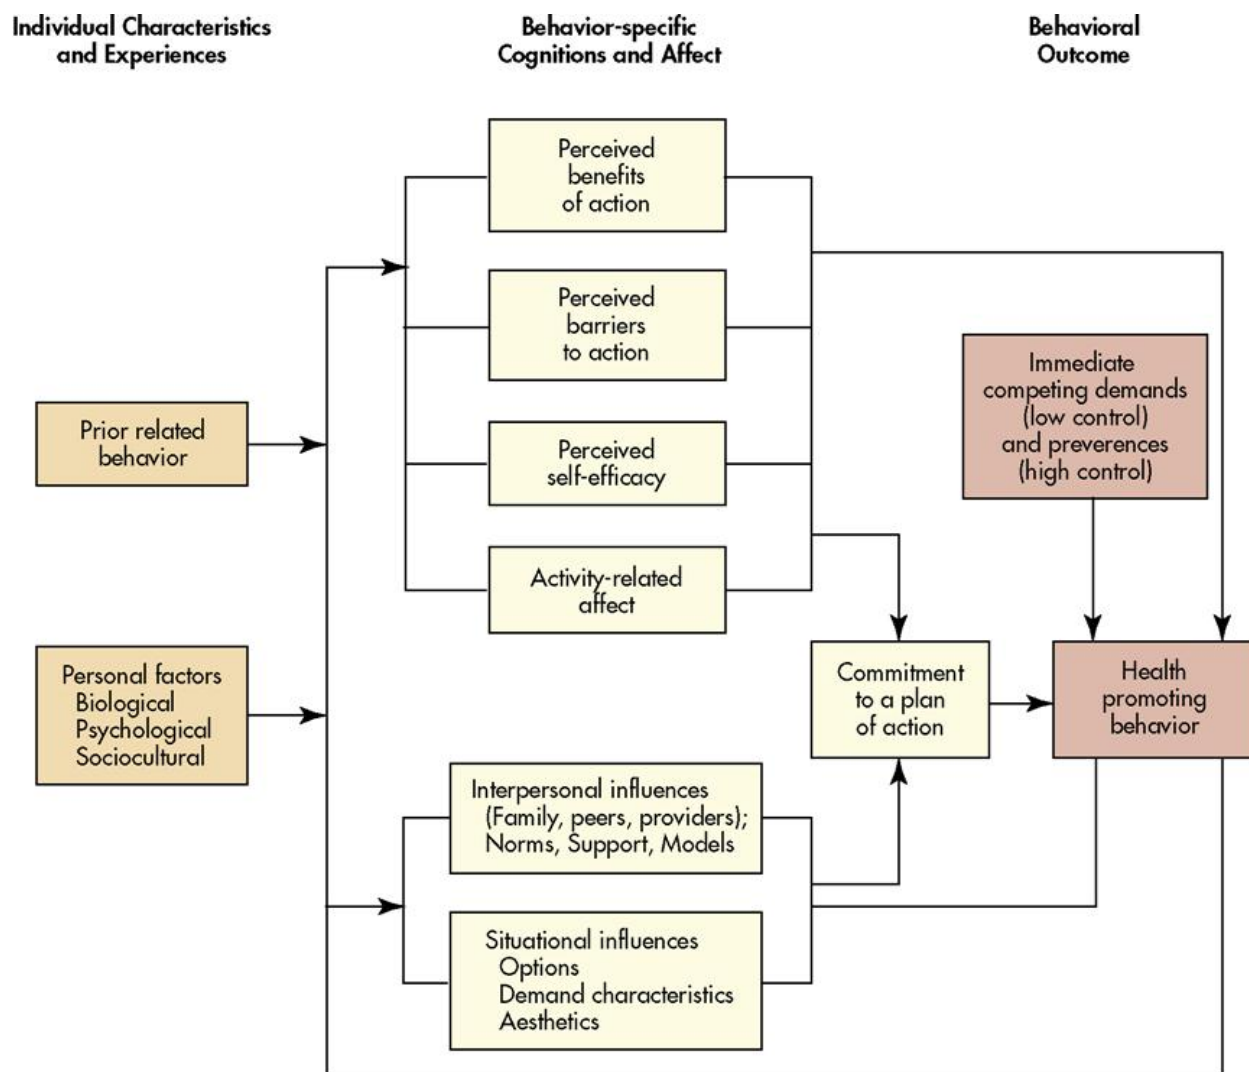 Individual Characteristics
and Experiences
Behavior-specific
Cognitions and Affect
Behavioral
Outcome
Perceived
benefits
of action
Perceived
barriers
to action
Immediate
competing demands
(low control)
and preverences
(high control)
Prior related
behavior
Perceived
self-efficacy
Activity-related
affect
Personal factors
Biological
Psychological
Sociocultural
Commitment
to a plan
of action
Health
promoting
behavior
Interpersonal influences
(Family, peers, providers);
Norms, Support, Models
Situational influences
Options
Demand characteristics
Aesthetics